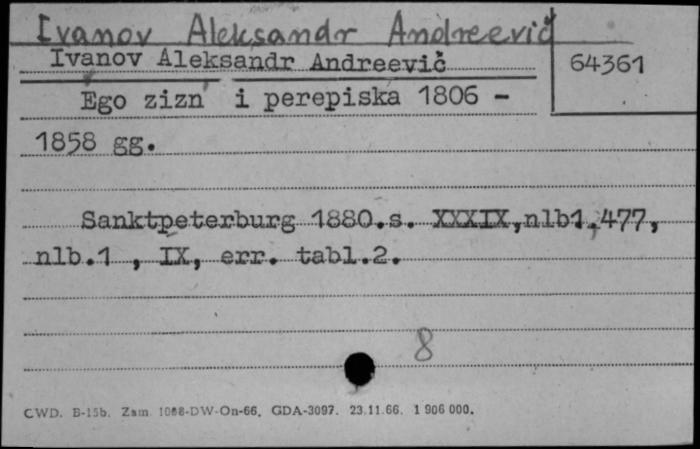 Ivanov Aleksandr Andreevič
Ivanov Aleksandr Andreevič
64361
Ego zizń i perepiska 1806 -
1858 gg.
Sanktpeterburg 1880.s. XXXIX,nlb1,477,
nlb.1 , IX, err. tabl.2.
8
CWD. B-15b. Zam. 1088-DW-On-66. GDA-3097. 23.11.66. 1 906 000.